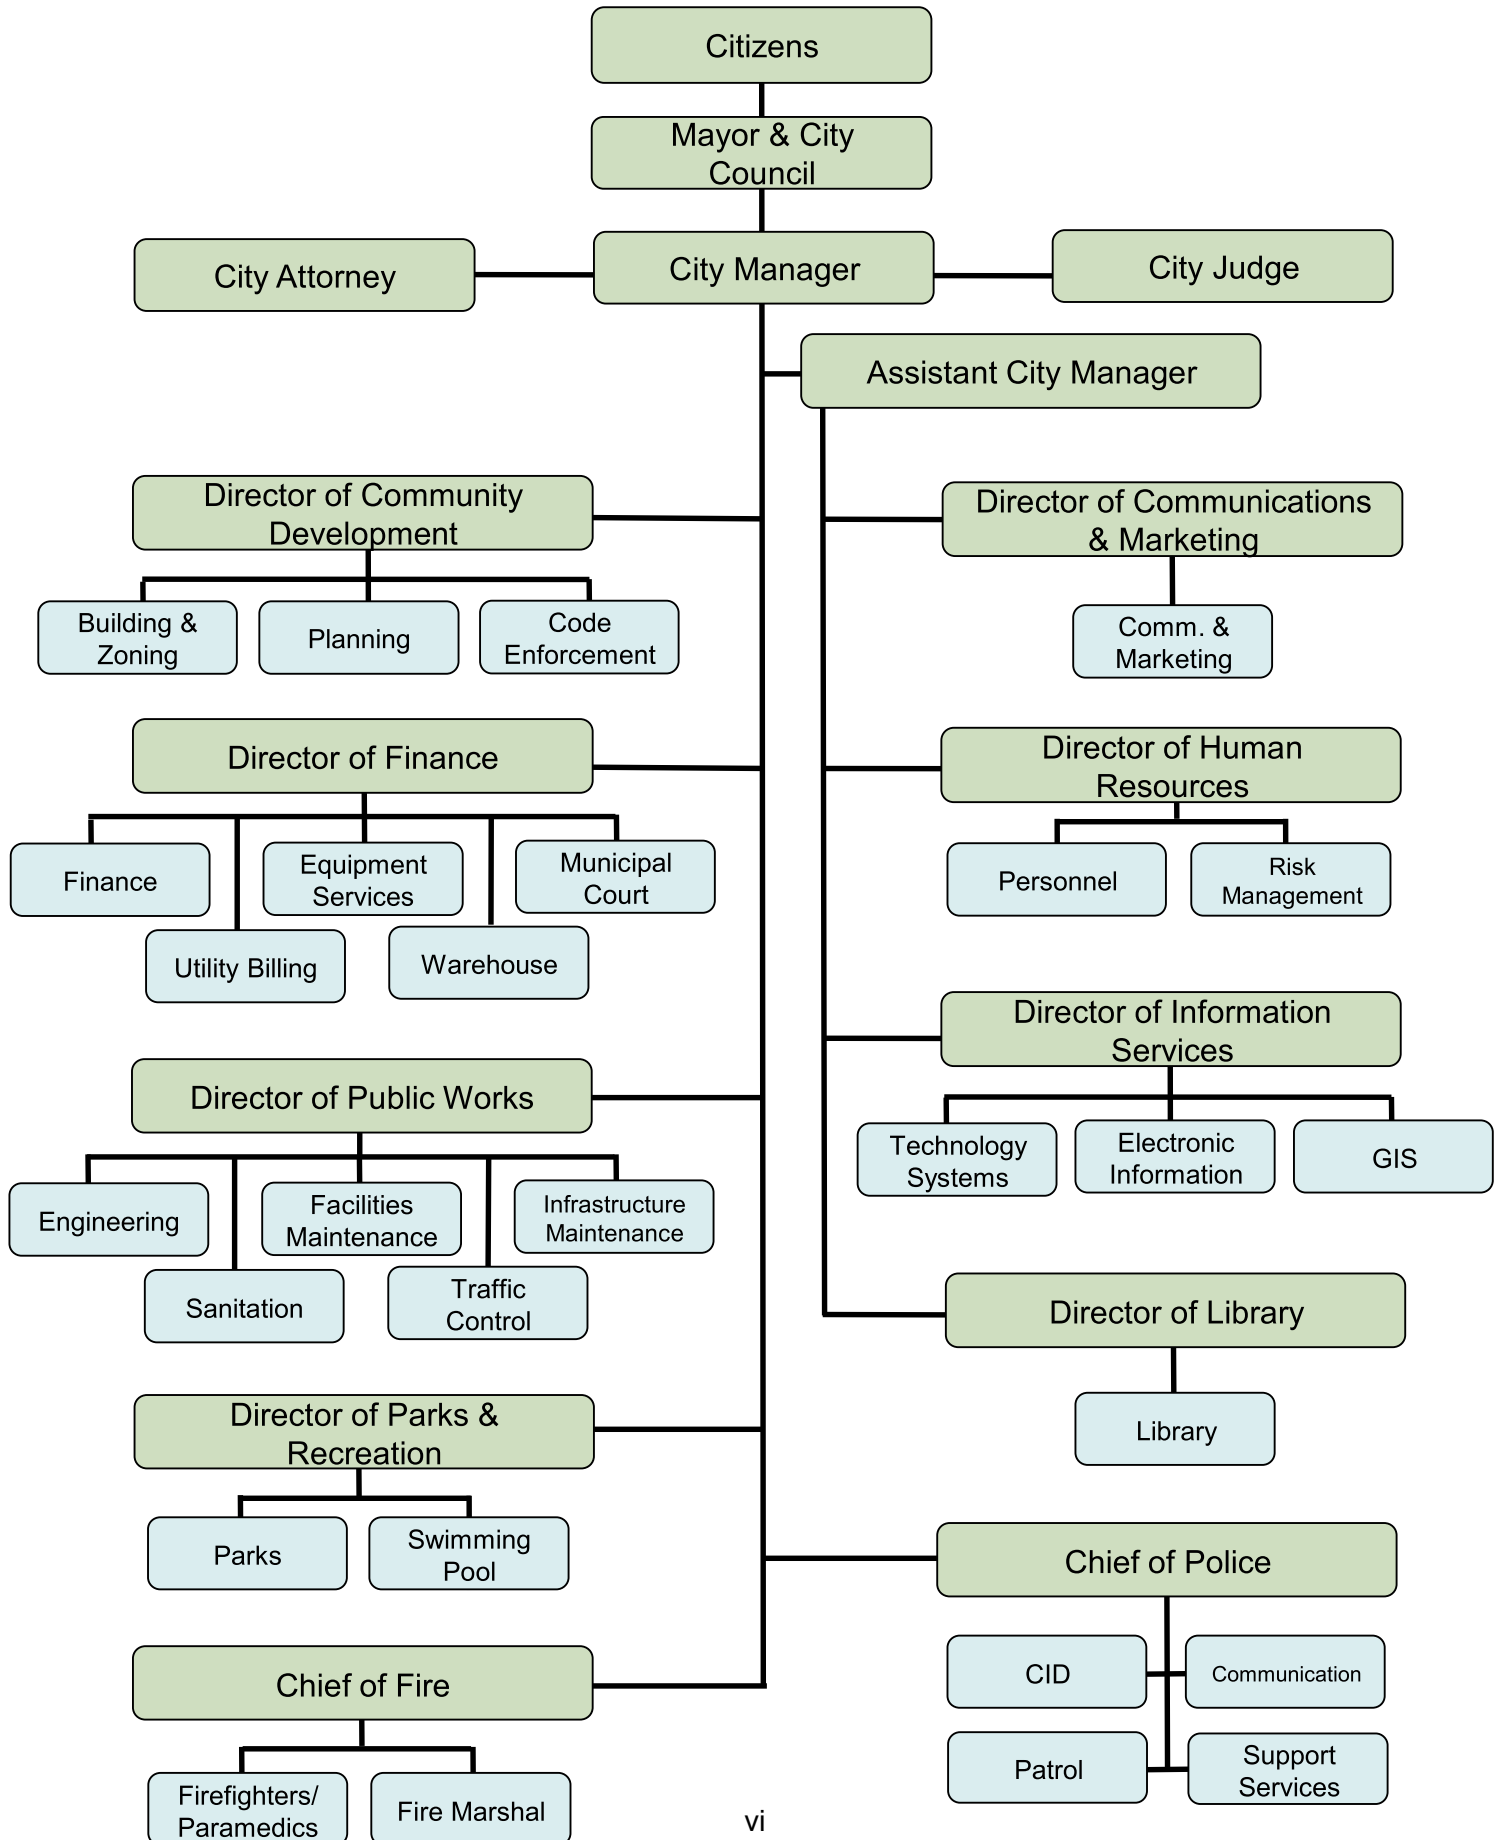 Citizens
Mayor & City
Council
City Attorney
City Manager
City Judge
Assistant City Manager
Director of Community
Development
Building &
Zoning
Planning
Code
Enforcement
Director of Communications
& Marketing
Comm. &
Marketing
Director of Finance
Finance
Utility Billing
Equipment
Services
Warehouse
Municipal
Court
Director of Human
Resources
Personnel
Risk
Management
Director of Information
Services
Technology
Systems
Electronic
Information
GIS
Director of Public Works
Engineering
Sanitation
Facilities
Maintenance
Traffic
Control
Infrastructure
Maintenance
Director of Library
Library
Director of Parks &
Recreation
Parks
Swimming
Pool
Chief of Police
CID
Communication
Patrol
Support
Services
Chief of Fire
Firefighters/
Paramedics
Fire Marshal
vi